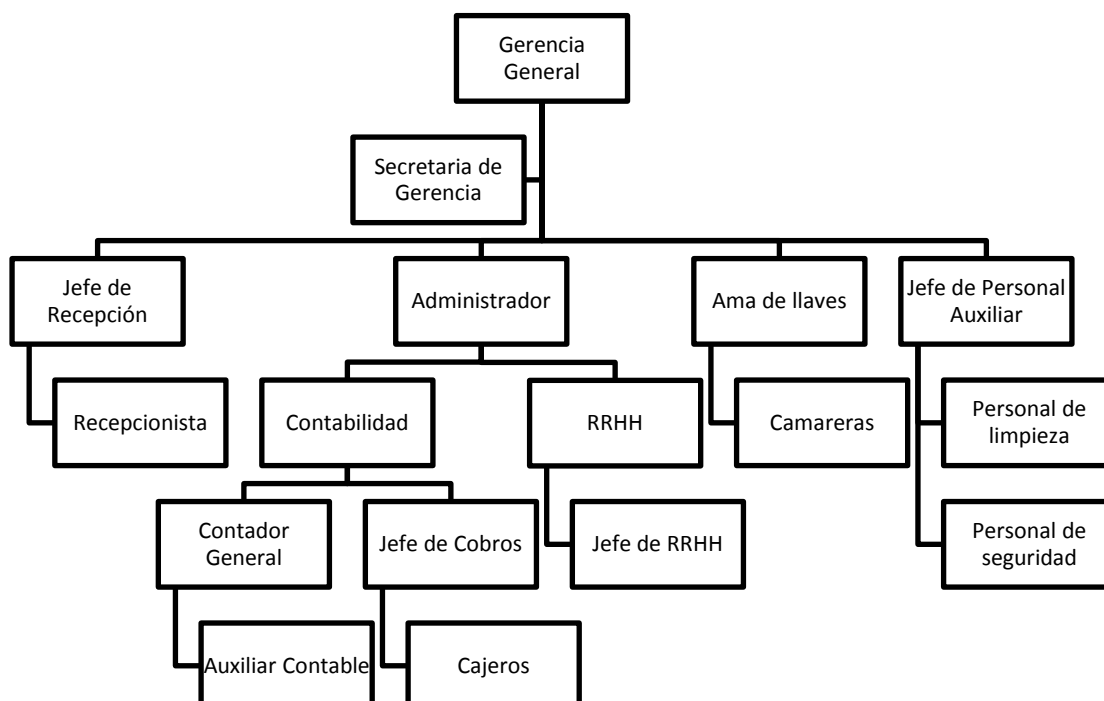 Gerencia
General
Secretaria de
Gerencia
Jefe de
Recepción
Administrador
Ama de llaves
Jefe de Personal
Auxiliar
Recepcionista
Contabilidad
RRHH
Camareras
Personal de
limpieza
Contador
General
Jefe de Cobros
Jefe de RRHH
Personal de
seguridad
Auxiliar Contable
Cajeros